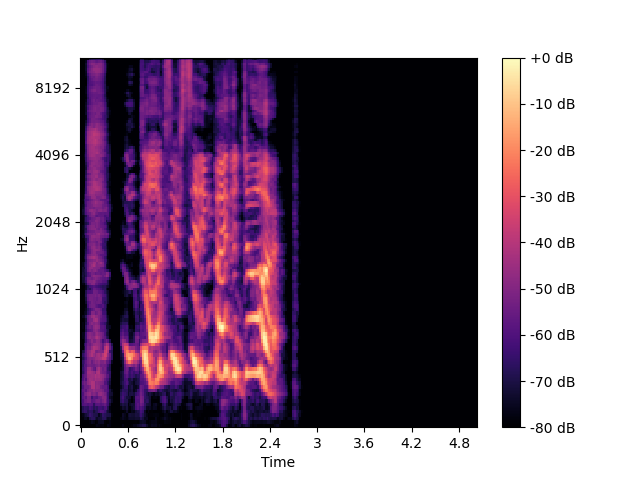 +0 dB
8192
-10 dB
4096
-20 dB
-30 dB
2048
-40 dB
Hz
1024
-50 dB
-60 dB
512
-70 dB
0
-80 dB
0 0.6 1.2 1.8 2.4 3 3.6 4.2 4.8
Time